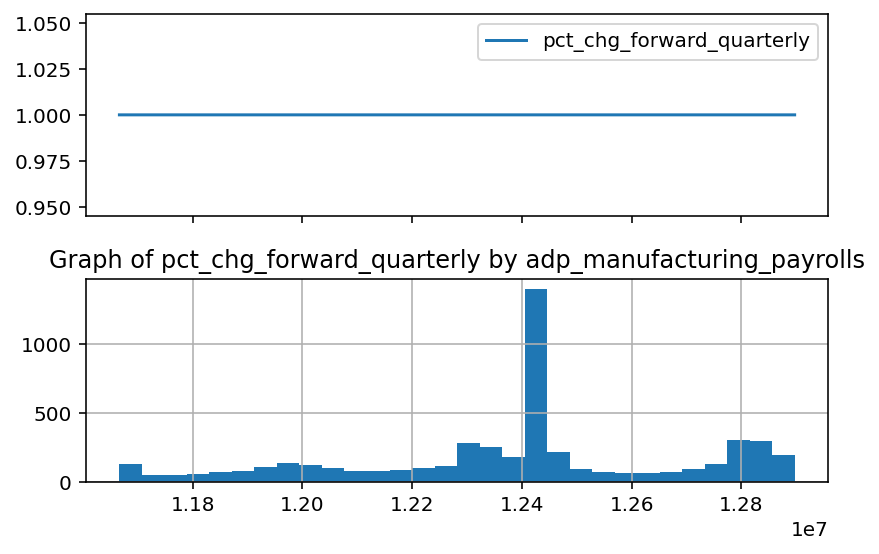 1.050
1.025
1.000
0.975
0.950
pct_chg_forward_quarterly
Graph of pct_chg_forward_quarterly by adp_manufacturing_payrolls
1000
500
0
1.18 1.20 1.22 1.24 1.26 1.28
1e7